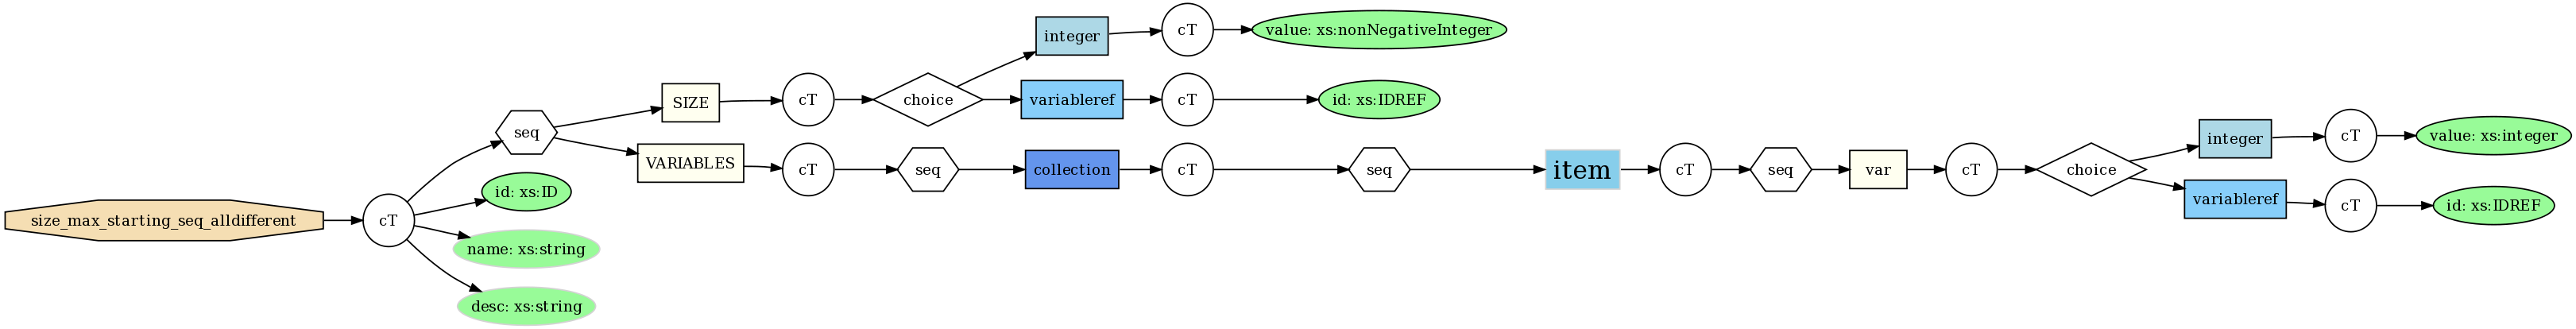 size_max_starting_seq_alldifferent
cT
seq
id: xs:ID
name: xs:string
desc: xs:string
SIZE
cT
choice
integer
cT
value: xs:nonNegativeInteger
variableref
cT
id: xs:IDREF
VARIABLES
cT
seq
collection
cT
seq
item
cT
seq
var
cT
choice
integer
cT
value: xs:integer
variableref
cT
id: xs:IDREF